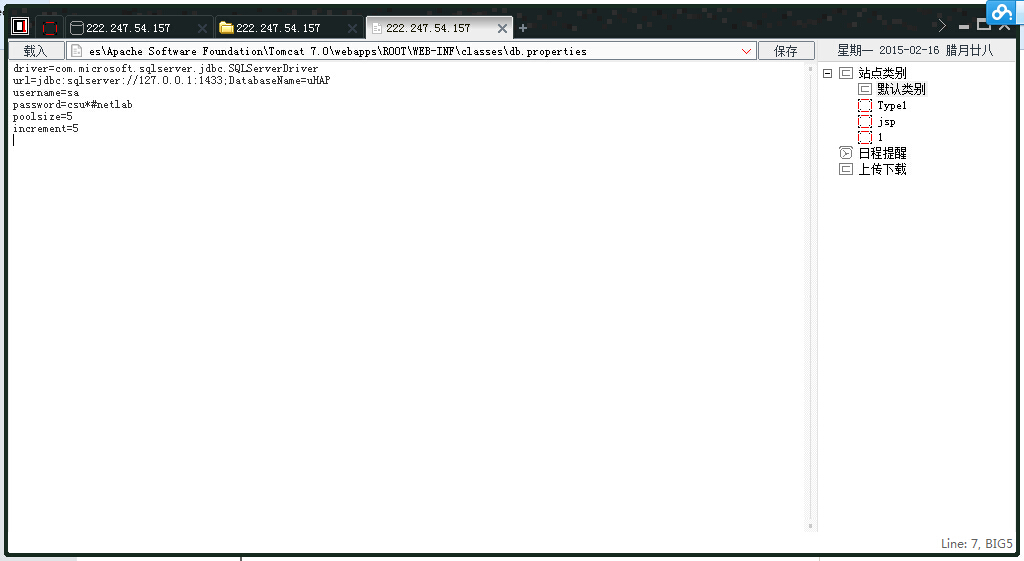 222.247.54.157
222.247.54.157
222.247.54.157
载入
es\Apache Software Foundation\Tomcat 7.0\webapps\ROOT\WEB-INF\classes\db.properties
保存
星期一 2015-02-16 腊月廿八
driver=com.microsoft.sqlserver.jdbc.SQLServerDriver
url=jdbc:sqlserver://127.0.0.1:1433;DatabaseName=uHAP
username=sa
password=csu*#netlab
poolsize=5
increment=5
站点类别
默认类别
Type1
jsp
1
日程提醒
上传下载
Line: 7, BIG5